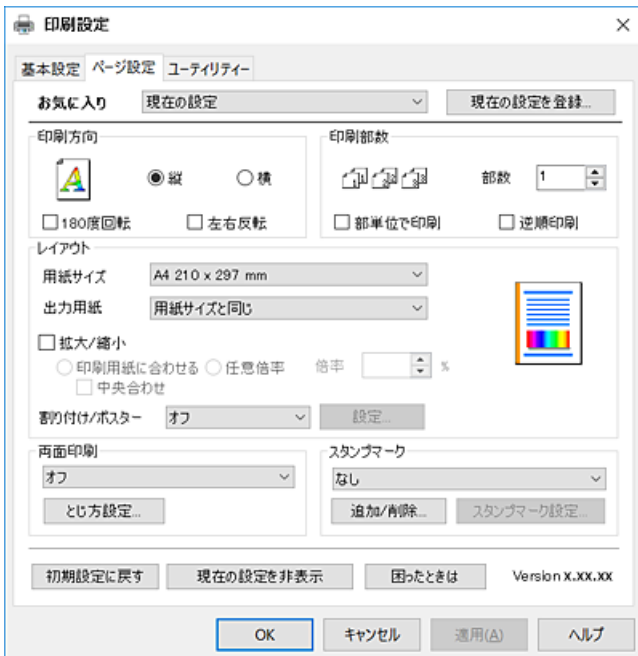 印刷設定
基本設定 ページ設定 ユーティリティー
お気に入り 現在の設定 現在の設定を登録...
印刷方向
縦 横
180度回転 左右反転
印刷部数
部数 1
部単位で印刷 逆順印刷
レイアウト
用紙サイズ A4 210 x 297 mm
出力用紙 用紙サイズと同じ
拡大/縮小
印刷用紙に合わせる 任意倍率 倍率 %
中央合わせ
割り付け/ポスター オフ 設定...
両面印刷
オフ
とじ方設定...
スタンプマーク
なし
追加/削除... スタンプマーク設定...
初期設定に戻す 現在の設定を非表示 困ったときは Version X.XX.XX
OK キャンセル 適用(A) ヘルプ